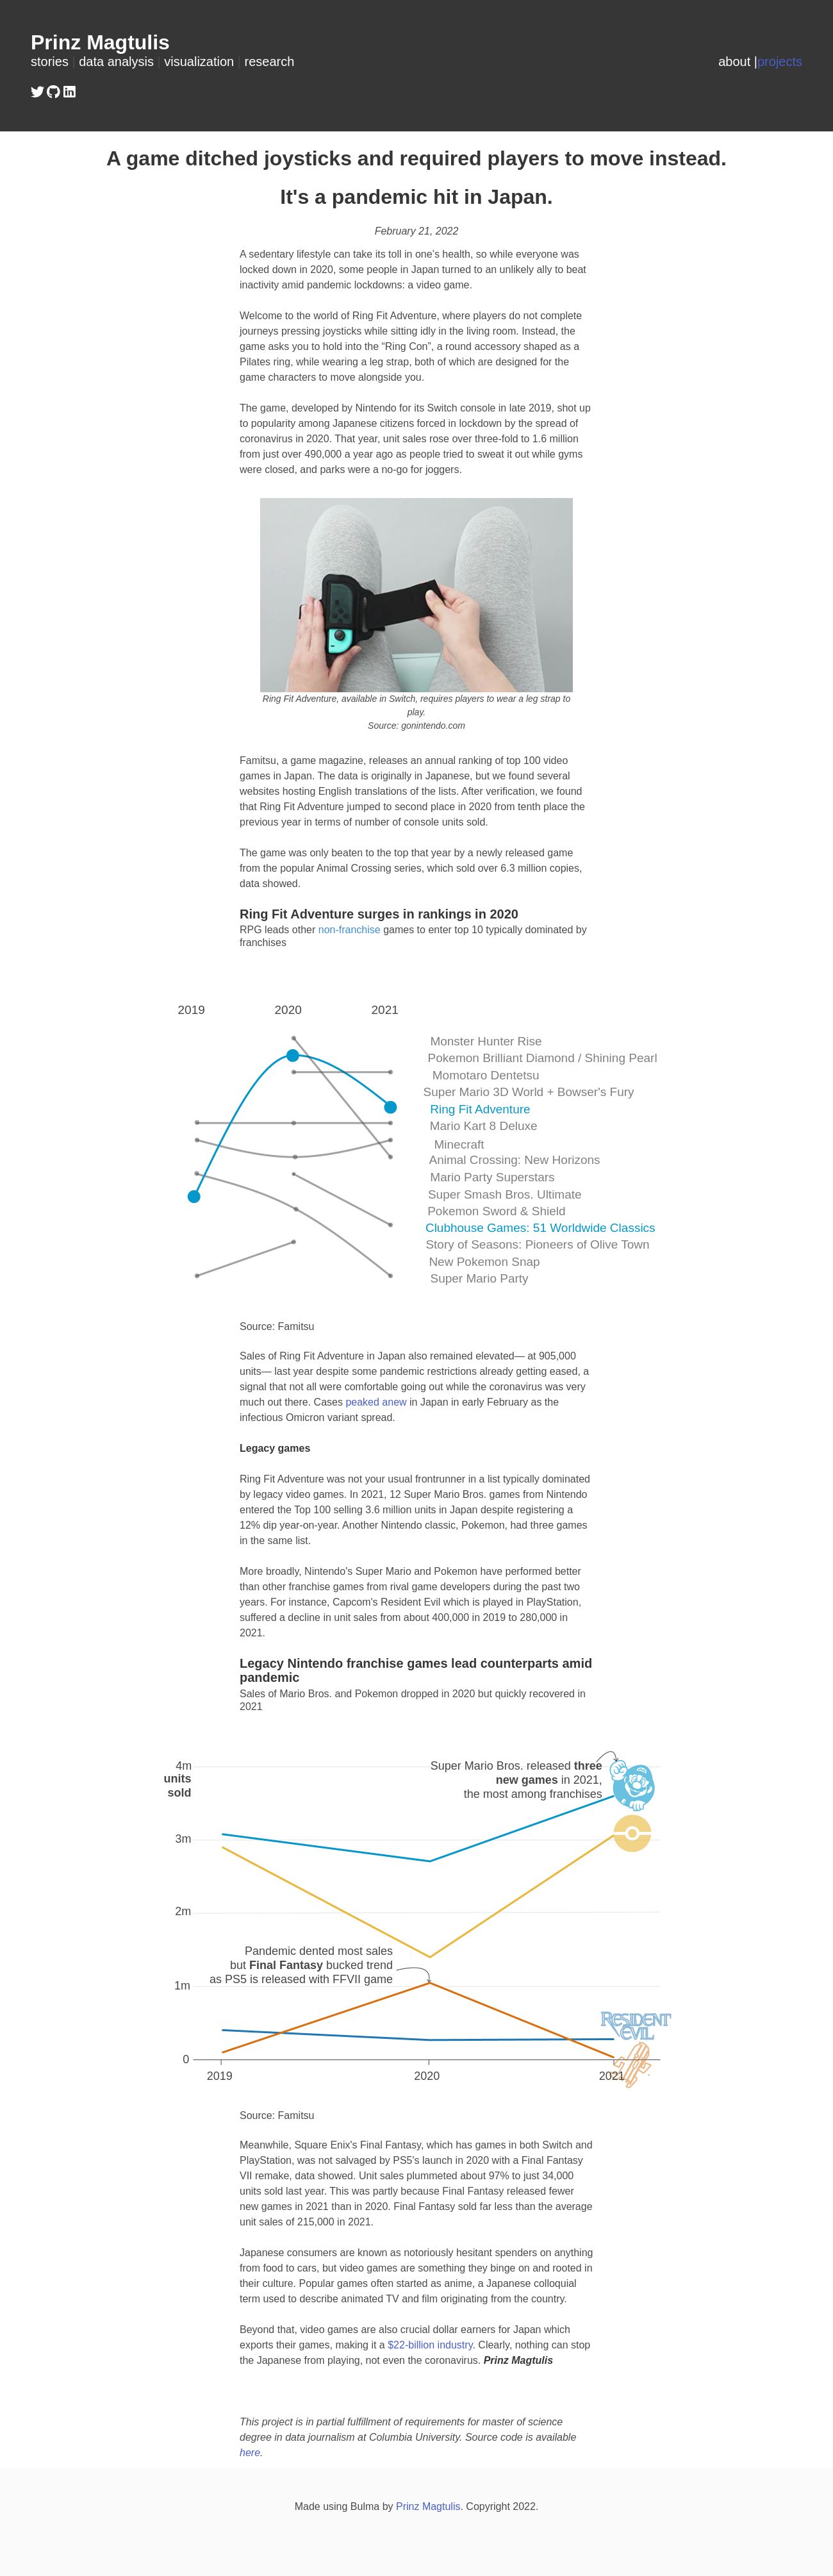 Prinz Magtulis
stories | data analysis | visualization | research
about |projects
A game ditched joysticks and required players to move instead.
It's a pandemic hit in Japan.
February 21, 2022
A sedentary lifestyle can take its toll in one's health, so while everyone was
locked down in 2020, some people in Japan turned to an unlikely ally to beat
inactivity amid pandemic lockdowns: a video game.
Welcome to the world of Ring Fit Adventure, where players do not complete
journeys pressing joysticks while sitting idly in the living room. Instead, the
game asks you to hold into the “Ring Con”, a round accessory shaped as a
Pilates ring, while wearing a leg strap, both of which are designed for the
game characters to move alongside you.
The game, developed by Nintendo for its Switch console in late 2019, shot up
to popularity among Japanese citizens forced in lockdown by the spread of
coronavirus in 2020. That year, unit sales rose over three-fold to 1.6 million
from just over 490,000 a year ago as people tried to sweat it out while gyms
were closed, and parks were a no-go for joggers.
Ring Fit Adventure, available in Switch, requires players to wear a leg strap to
play.
Source: gonintendo.com
Famitsu, a game magazine, releases an annual ranking of top 100 video
games in Japan. The data is originally in Japanese, but we found several
websites hosting English translations of the lists. After verification, we found
that Ring Fit Adventure jumped to second place in 2020 from tenth place the
previous year in terms of number of console units sold.
The game was only beaten to the top that year by a newly released game
from the popular Animal Crossing series, which sold over 6.3 million copies,
data showed.
Ring Fit Adventure surges in rankings in 2020
RPG leads other non-franchise games to enter top 10 typically dominated by
franchises
2019 2020 2021
Monster Hunter Rise
Pokemon Brilliant Diamond / Shining Pearl
Momotaro Dentetsu
Super Mario 3D World + Bowser's Fury
Ring Fit Adventure
Mario Kart 8 Deluxe
Minecraft
Animal Crossing: New Horizons
Mario Party Superstars
Super Smash Bros. Ultimate
Pokemon Sword & Shield
Clubhouse Games: 51 Worldwide Classics
Story of Seasons: Pioneers of Olive Town
New Pokemon Snap
Super Mario Party
Source: Famitsu
Sales of Ring Fit Adventure in Japan also remained elevated— at 905,000
units— last year despite some pandemic restrictions already getting eased, a
signal that not all were comfortable going out while the coronavirus was very
much out there. Cases peaked anew in Japan in early February as the
infectious Omicron variant spread.
Legacy games
Ring Fit Adventure was not your usual frontrunner in a list typically dominated
by legacy video games. In 2021, 12 Super Mario Bros. games from Nintendo
entered the Top 100 selling 3.6 million units in Japan despite registering a
12% dip year-on-year. Another Nintendo classic, Pokemon, had three games
in the same list.
More broadly, Nintendo's Super Mario and Pokemon have performed better
than other franchise games from rival game developers during the past two
years. For instance, Capcom's Resident Evil which is played in PlayStation,
suffered a decline in unit sales from about 400,000 in 2019 to 280,000 in
2021.
Legacy Nintendo franchise games lead counterparts amid
pandemic
Sales of Mario Bros. and Pokemon dropped in 2020 but quickly recovered in
2021
4m
units
sold
Super Mario Bros. released three
new games in 2021,
the most among franchises
3m
2m
Pandemic dented most sales
but Final Fantasy bucked trend
as PS5 is released with FFVII game
1m
RESIDENT
EVIL
0
2019 2020 2021
Source: Famitsu
Meanwhile, Square Enix's Final Fantasy, which has games in both Switch and
PlayStation, was not salvaged by PS5's launch in 2020 with a Final Fantasy
VII remake, data showed. Unit sales plummeted about 97% to just 34,000
units sold last year. This was partly because Final Fantasy released fewer
new games in 2021 than in 2020. Final Fantasy sold far less than the average
unit sales of 215,000 in 2021.
Japanese consumers are known as notoriously hesitant spenders on anything
from food to cars, but video games are something they binge on and rooted in
their culture. Popular games often started as anime, a Japanese colloquial
term used to describe animated TV and film originating from the country.
Beyond that, video games are also crucial dollar earners for Japan which
exports their games, making it a $22-billion industry. Clearly, nothing can stop
the Japanese from playing, not even the coronavirus. Prinz Magtulis
This project is in partial fulfillment of requirements for master of science
degree in data journalism at Columbia University. Source code is available
here.
Made using Bulma by Prinz Magtulis. Copyright 2022.